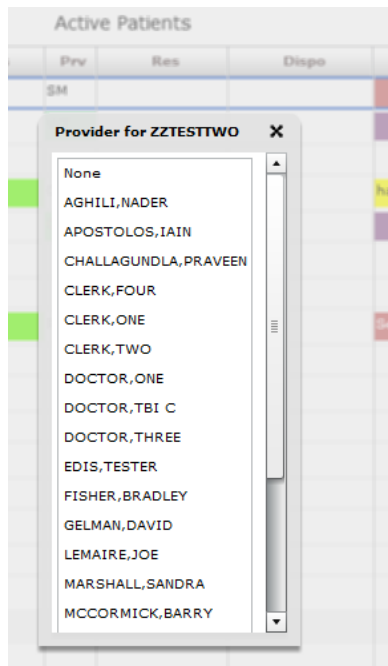 Active Patients
Prv Res Dispo
SM
Provider for ZZTESTTWO X
None
AGHILI,NADER
APOSTOLOS,IAIN
CHALLAGUNDLA,PRAVEEN
CLERK,FOUR
CLERK,ONE
CLERK,TWO
DOCTOR,ONE
DOCTOR,TBI C
DOCTOR,THREE
EDIS,TESTER
FISHER,BRADLEY
GELMAN,DAVID
LEMAIRE,JOE
MARSHALL,SANDRA
MCCORMICK,BARRY